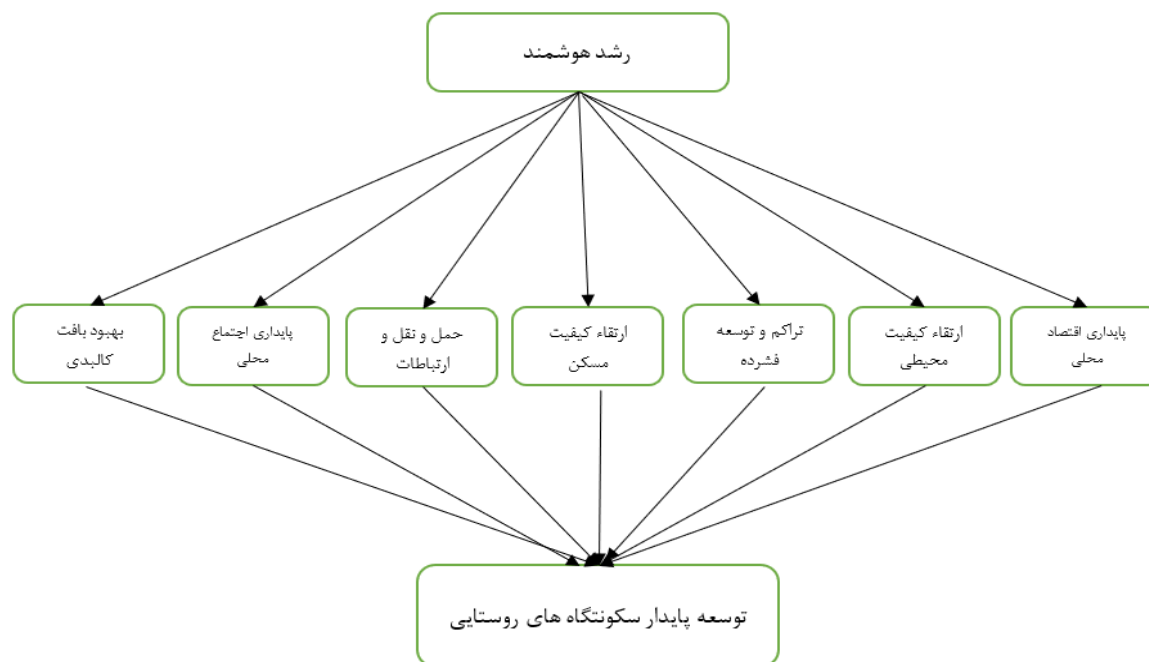 رشد هوشمند
پایداری اقتصاد
محلی
ارتقاء کیفیت
محیطی
تراکم و توسعه
فشرده
ارتقاء کیفیت
مسکن
حمل و نقل و
ارتباطات
پایداری اجتماع
محلی
بهبود بافت
کالبدی
توسعه پایدار سکونتگاه های روستایی